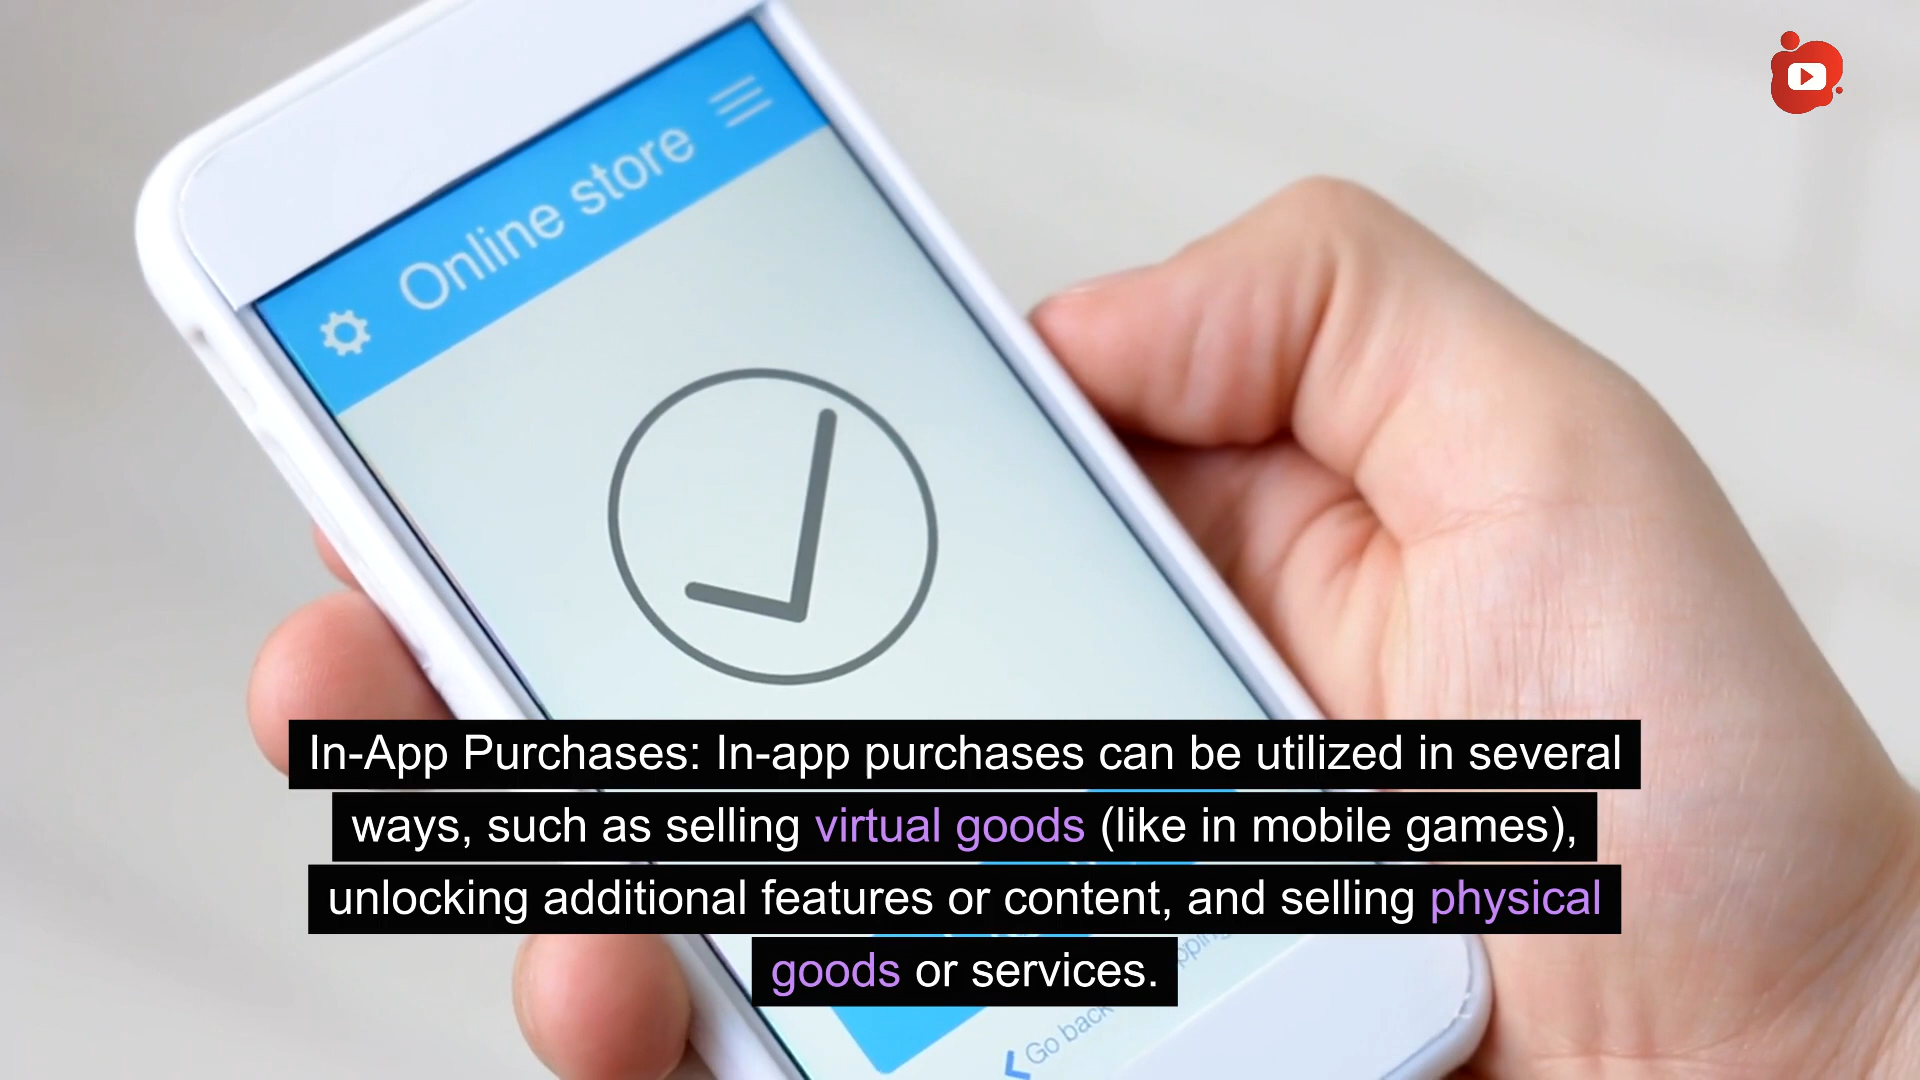 Online store
In-App Purchases: In-app purchases can be utilized in several
ways, such as selling virtual goods (like in mobile games),
unlocking additional features or content, and selling physical
goods or services.
Go back